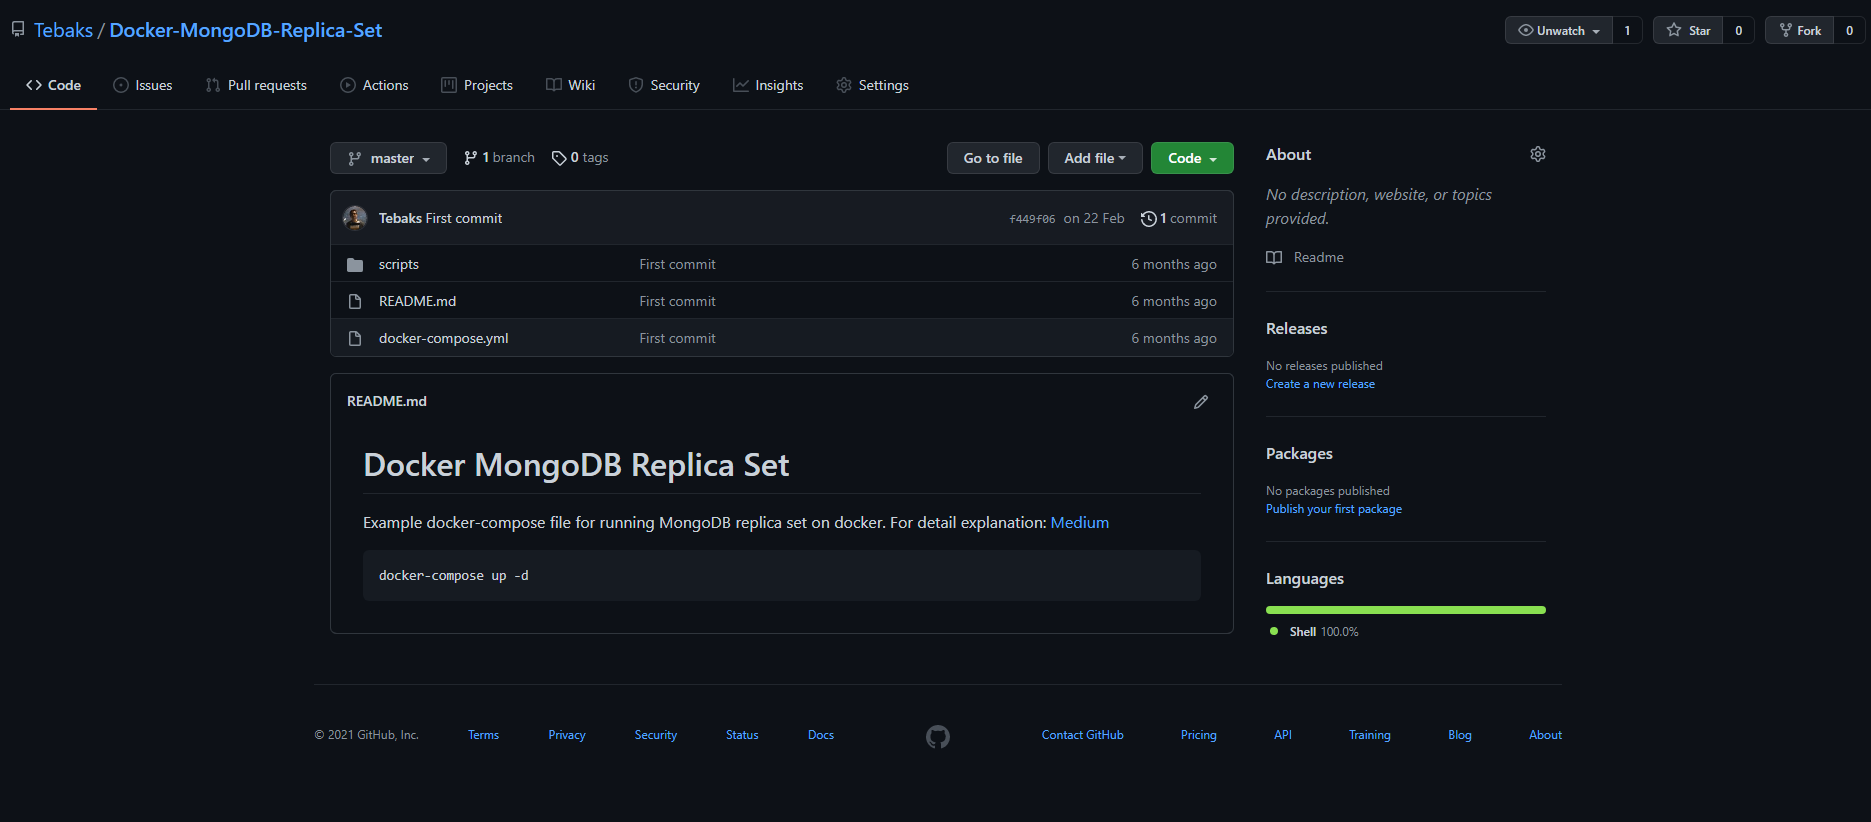 Tebaks / Docker-MongoDB-Replica-Set
Unwatch 1 Star 0 Fork 0
Code Issues Pull requests Actions Projects Wiki Security Insights Settings
master 1 branch 0 tags Go to file Add file Code
Tebaks First commit f449f06 on 22 Feb 1 commit
scripts First commit 6 months ago
README.md First commit 6 months ago
docker-compose.yml First commit 6 months ago
README.md
Docker MongoDB Replica Set
Example docker-compose file for running MongoDB replica set on docker. For detail explanation: Medium
docker-compose up -d
About
No description, website, or topics
provided.
Readme
Releases
No releases published
Create a new release
Packages
No packages published
Publish your first package
Languages
Shell 100.0%
© 2021 GitHub, Inc. Terms Privacy Security Status Docs Contact GitHub Pricing API Training Blog About